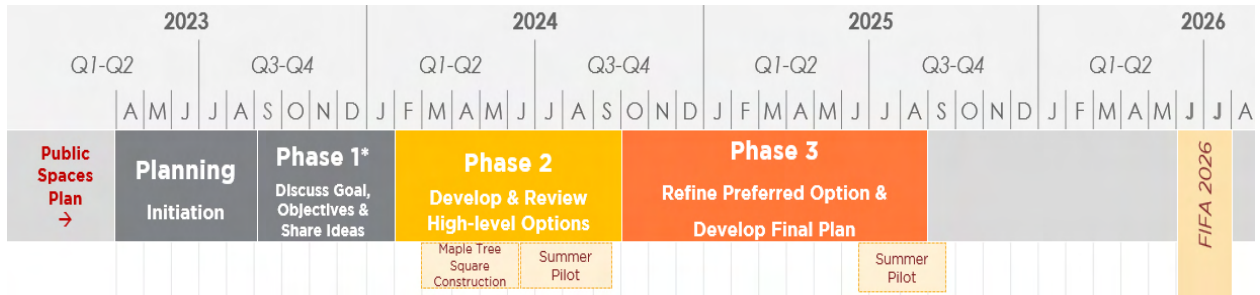 2023 2024 2025 2026
Q1-Q2 Q3-Q4 Q1-Q2 Q3-Q4 Q1-Q2 Q3-Q4 Q1-Q2
A M J J A S O N D J F M A M J J A S O N D J F M A M J J A S O N D J F M A M J J A
Public
Spaces
Plan
→
Planning
Initiation
Phase 1*
Discuss Goal,
Objectives &
Share Ideas
Phase 2
Develop & Review
High-level Options
Phase 3
Refine Preferred Option &
Develop Final Plan
FIFA 2026
Maple Tree
Square
Construction
Summer
Pilot
Summer
Pilot